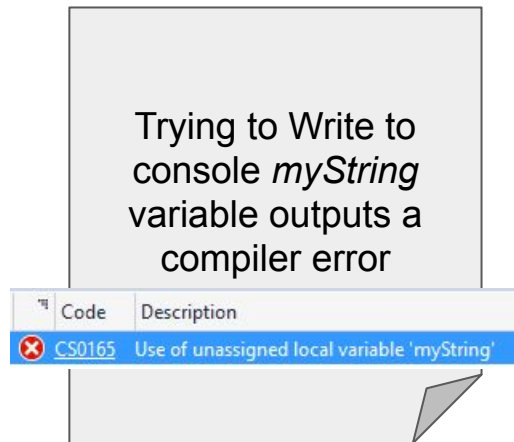 Trying to Write to
console myString
variable outputs a
compiler error
Code Description
CS0165 Use of unassigned local variable 'myString'